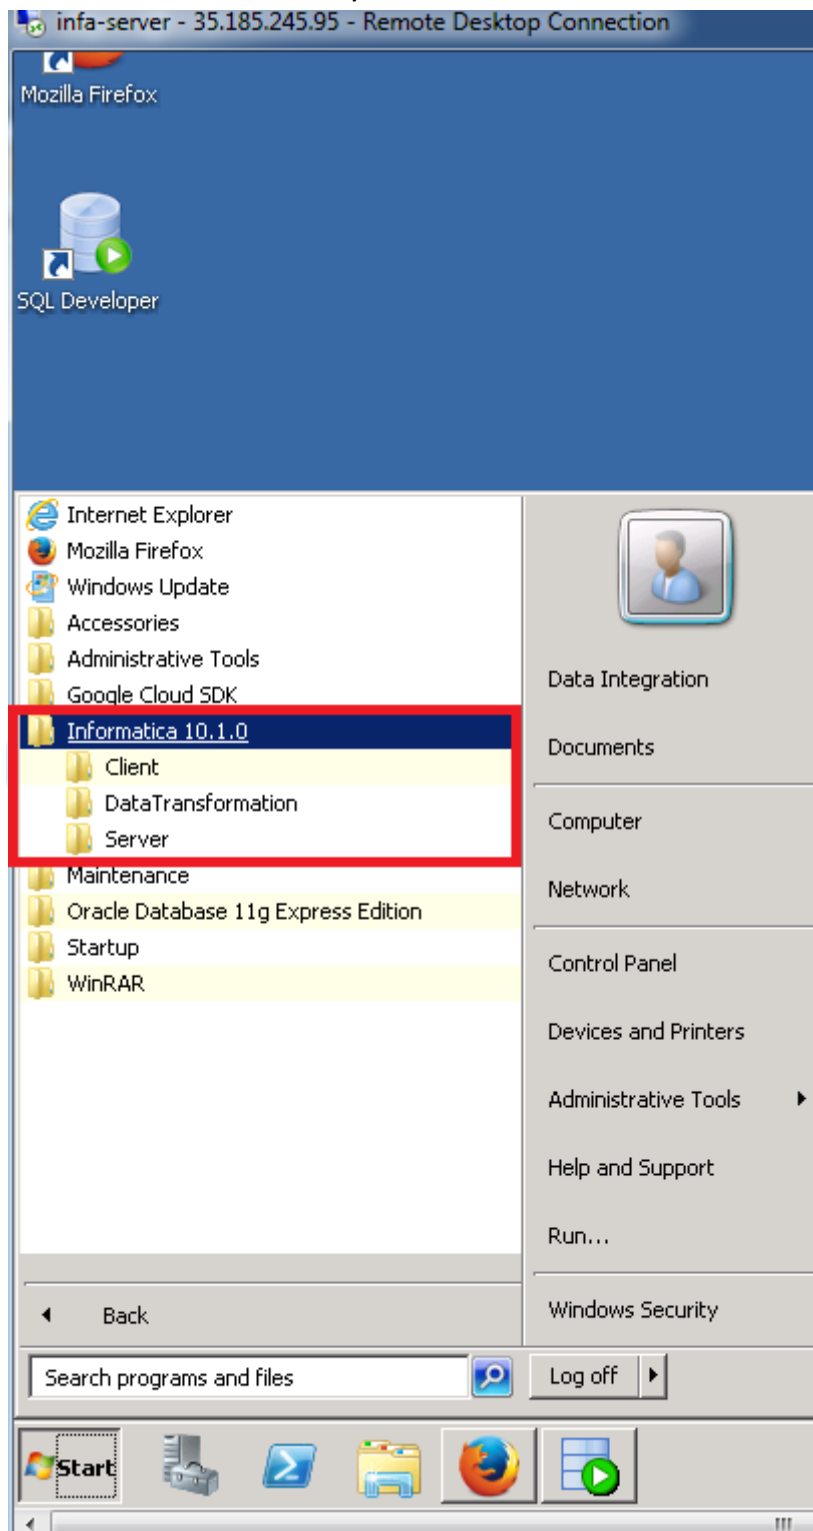 infa-server - 35.185.245.95 - Remote Desktop Connection
Mozilla Firefox
SQL Developer
Internet Explorer
Mozilla Firefox
Windows Update
Accessories
Administrative Tools
Google Cloud SDK
Informatica 10.1.0
Client
DataTransformation
Server
Maintenance
Oracle Database 11g Express Edition
Startup
WinRAR
Back
Search programs and files
Data Integration
Documents
Computer
Network
Control Panel
Devices and Printers
Administrative Tools
Help and Support
Run...
Windows Security
Log off
Start